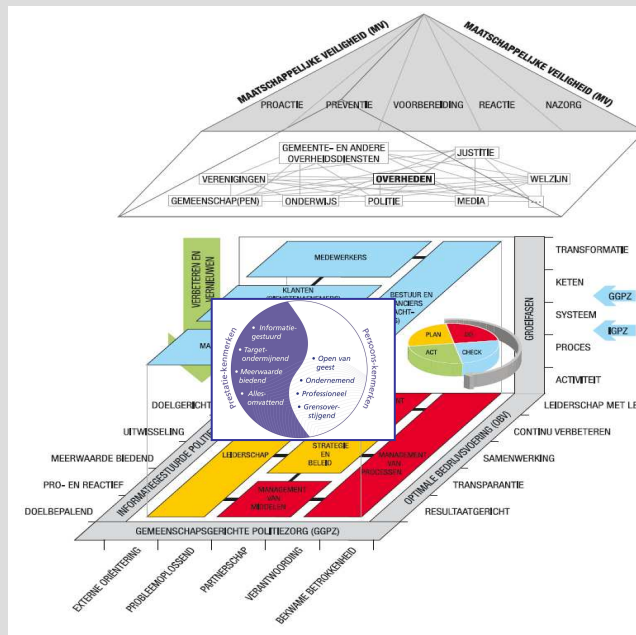 MAATSCHAPPELIJKE VEILIGHEID (MV)
MAATSCHAPPELIJKE VEILIGHEID (MV)
PROACTIE
PREVENTIE
VOORBEREIDING
REACTIE
NAZORG
GEMEENTE- EN ANDERE
OVERHEIDSDIENSTEN
JUSTITIE
VERENIGINGEN
OVERHEDEN
WELZIJN
GEMEENSCHAP(PEN)
ONDERWIJS
POLITIE
MEDIA
...
VERBETEREN EN
VERNIEUWEN
MEDEWERKERS
KLANTEN
BESTUUR EN
GROEIFASEN
TRANSFORMATIE
KETEN
SYSTEEM
PROCES
ACTIVITEIT
GGPZ
IGPZ
PLAN
ACT
CHECK
Prestatie-kenmerken
• Informatie-
gestuurd
• Target-
ondermijnend
• Meerwaarde
biedend
• Alles-
omvattend
Persoons-kenmerken
• Open van
geest
• Ondernemend
• Professioneel
• Grensover-
stijgend
DOELGERICHT
UITWISSELING
MEERWAARDE BIEDEND
PRO- EN REACTIEF
DOELBEPALEND
INFORMATIEGESTUURDE
LEIDERSCHAP
STRATEGIE
EN
BELEID
MANAGEMENT
VAN
PROCESSEN
MANAGEMENT
VAN
MIDDELEN
OPTIMALE BEDRIJFSVOERING (OBV)
LEIDERSCHAP MET
CONTINU VERBETEREN
SAMENWERKING
TRANSPARANTIE
RESULTAATGERICHT
GEMEENSCHAPSGERICHTE POLITIEZORG (GGPZ)
EXTERNE ORIËNTERING
PROBLEEMOPLOSSEND
PARTNERSCHAP
VERANTWOORDING
BEKWAME BETROKKENHEID